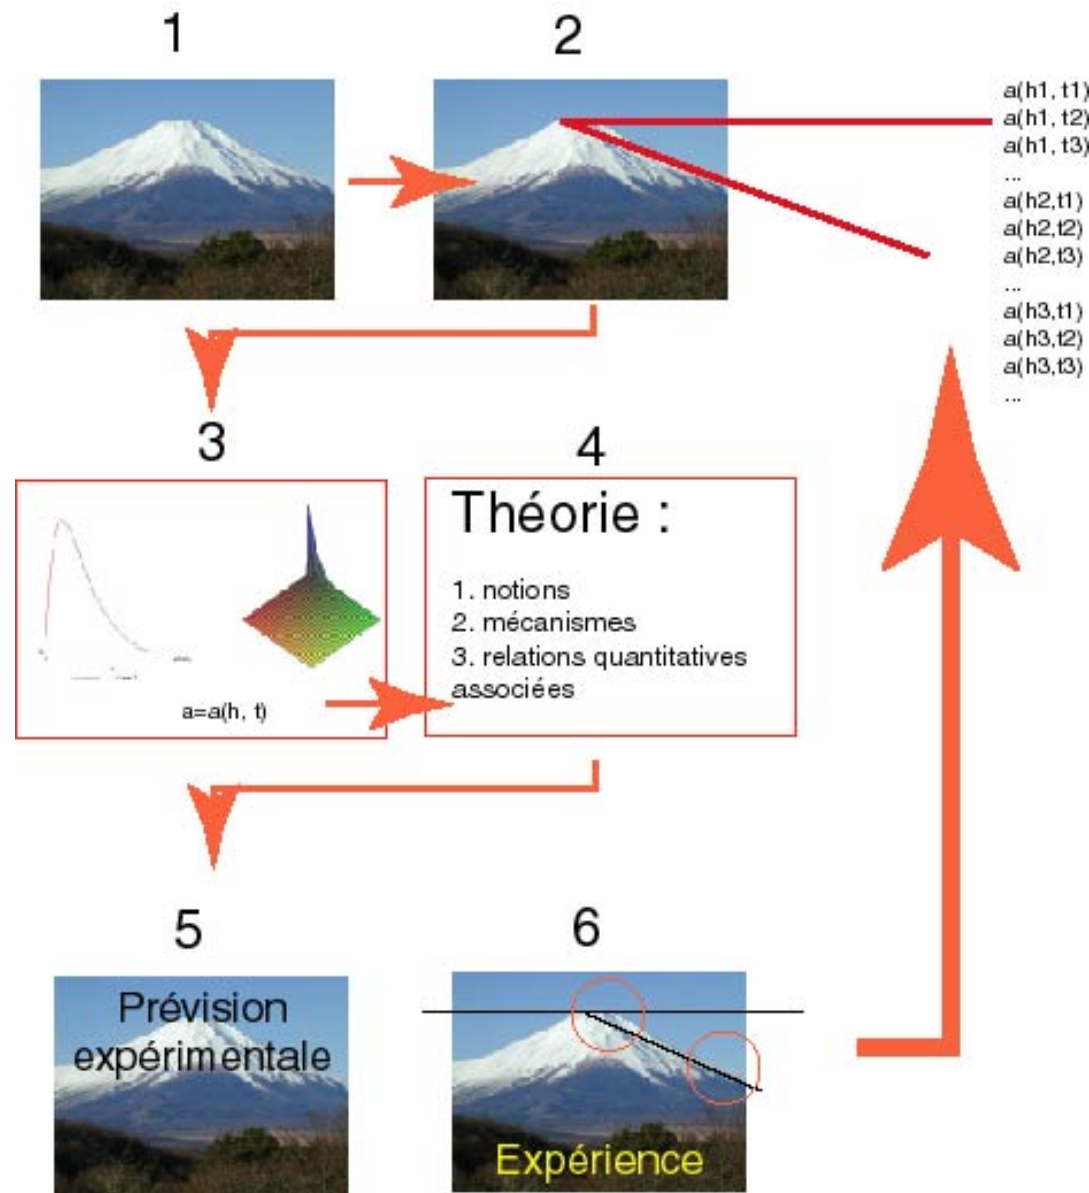 1
2
a(h1, t1)
a(h1, t2)
a(h1, t3)
...
a(h2,t1)
a(h2,t2)
a(h2,t3)
...
a(h3,t1)
a(h3,t2)
a(h3,t3)
...
3
a=a(h, t)
4
Théorie :
1. notions
2. mécanismes
3. relations quantitatives
associées
5
Prévision
expérimentale
6
Expérience